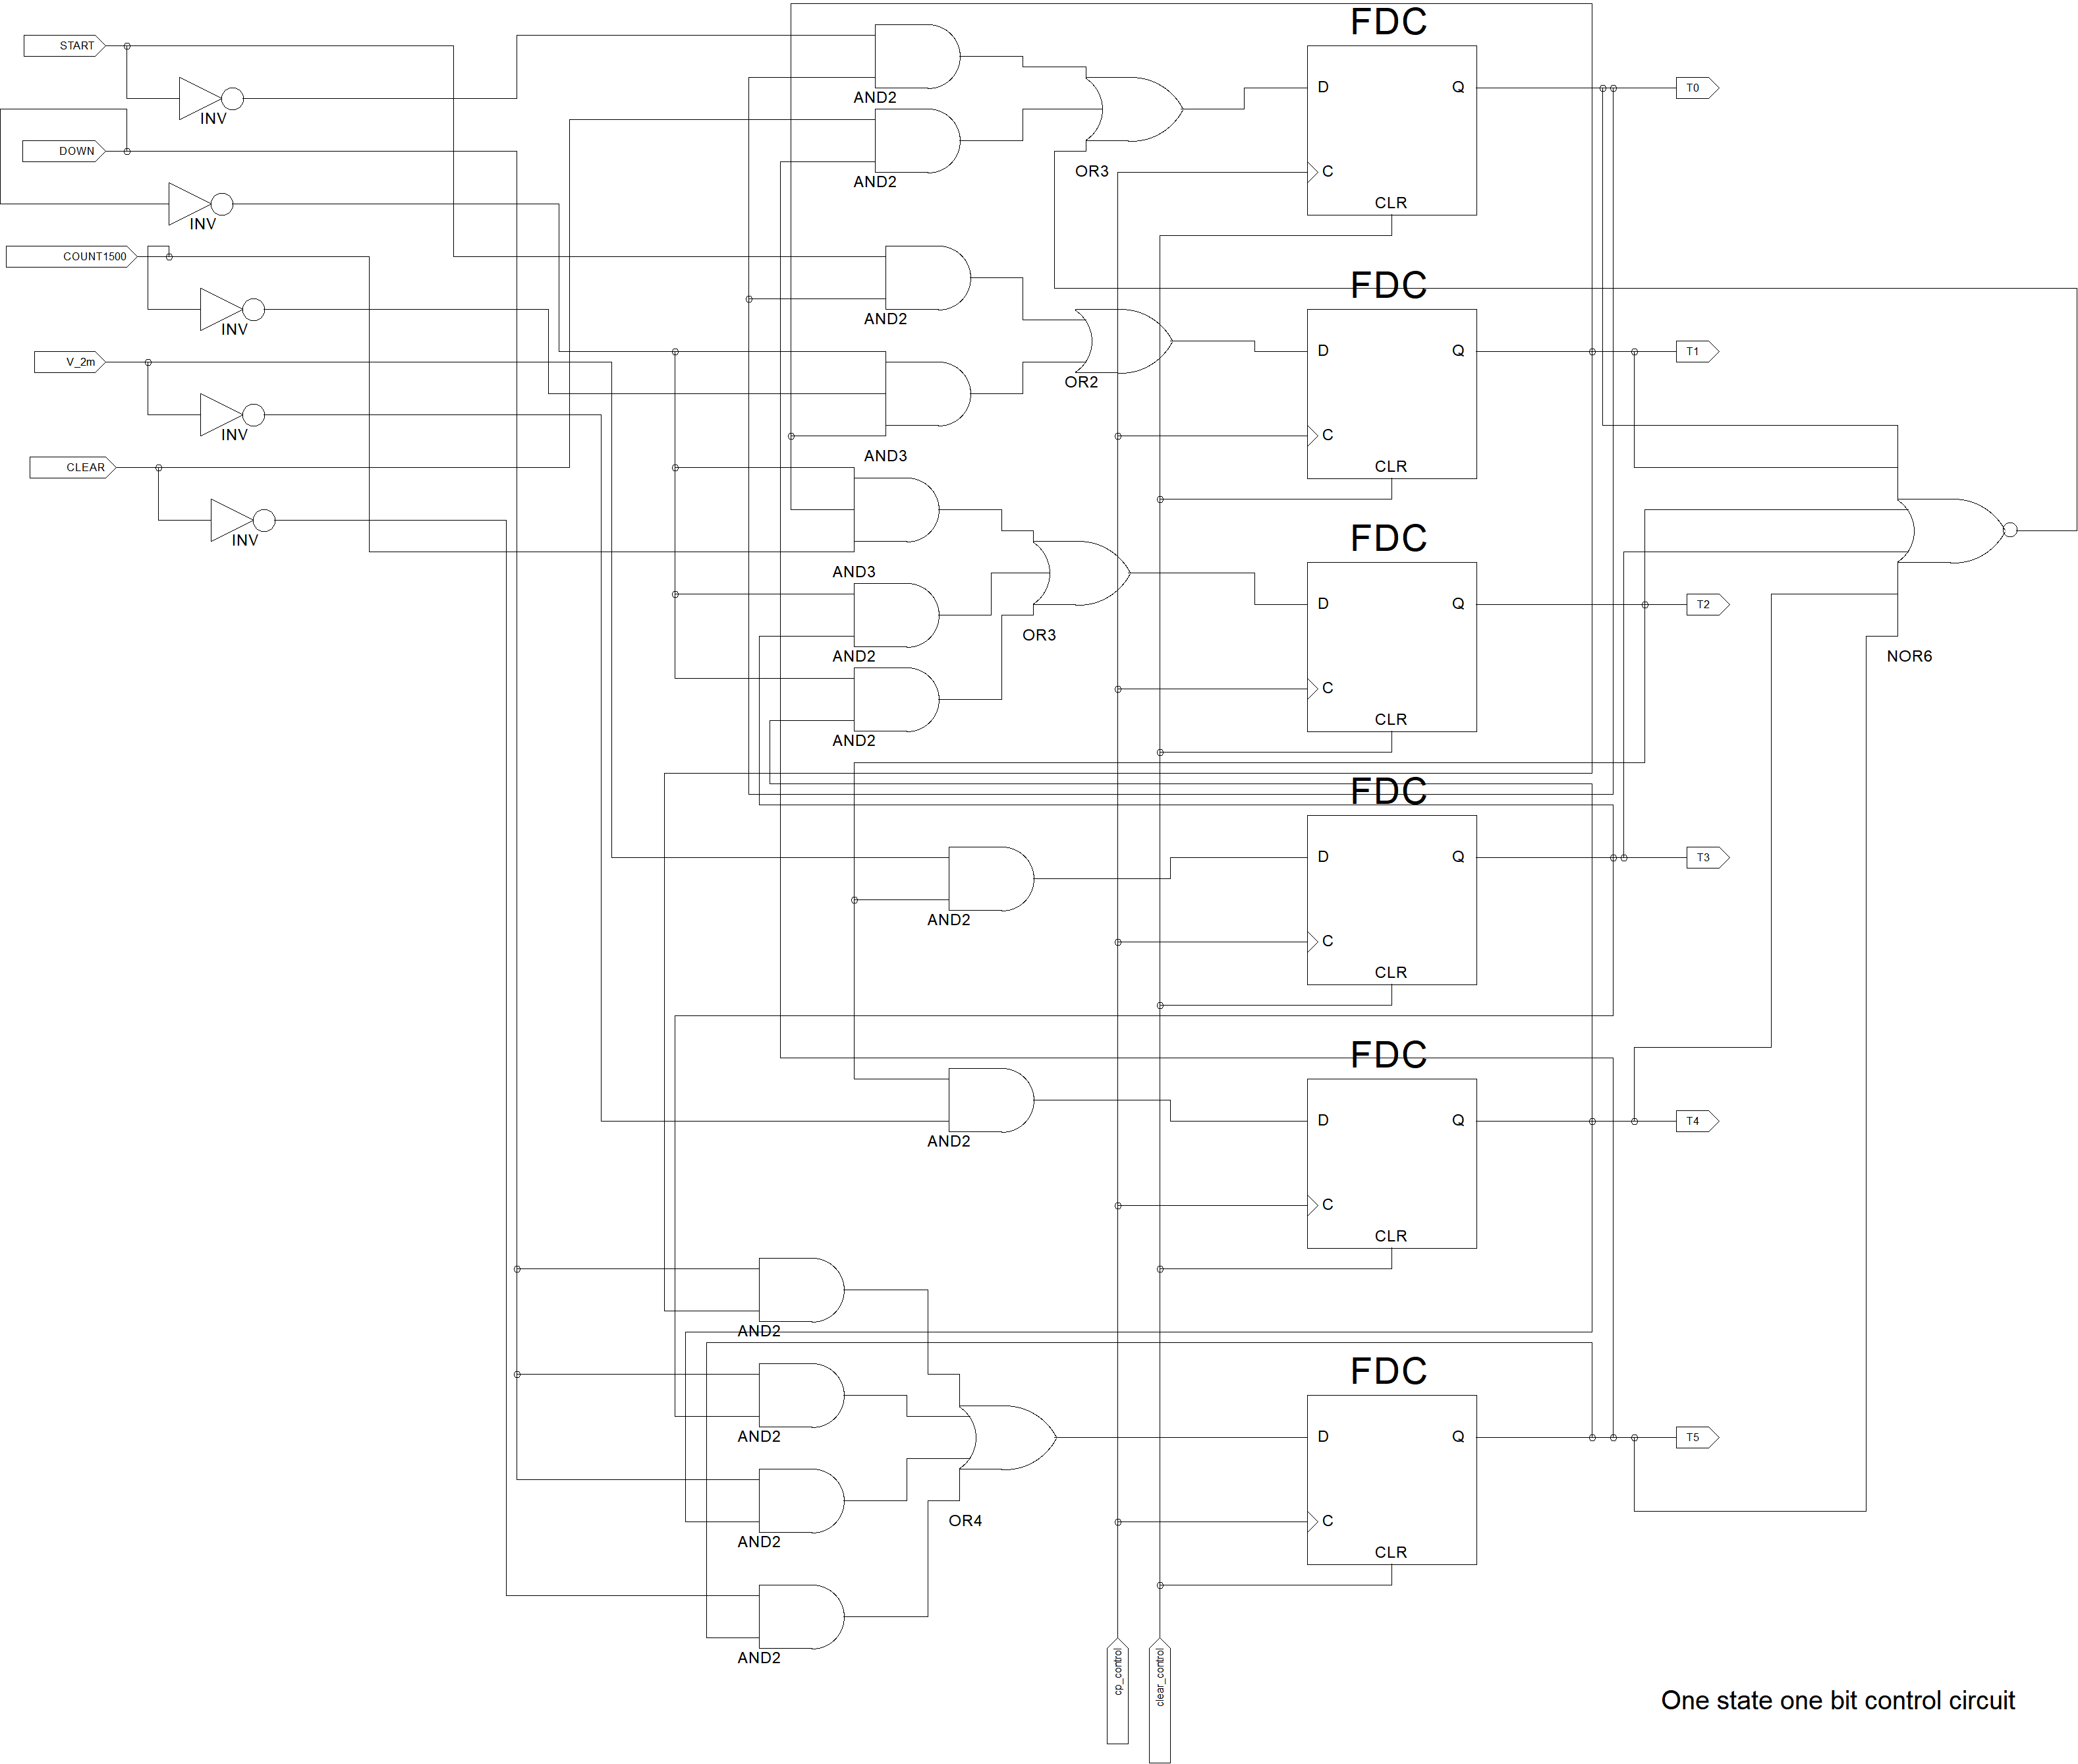 FDC
START
T0
D
Q
INV
AND2
DOWN
OR3
C
AND2
CLR
INV
COUNT1500
FDC
AND2
INV
V_2m
D
Q
T1
OR2
INV
C
AND3
CLEAR
CLR
INV
FDC
AND3
D
Q
T2
OR3
AND2
NOR6
C
CLR
AND2
FDC
D
Q
T3
AND2
C
CLR
FDC
D
Q
T4
AND2
C
CLR
AND2
FDC
AND2
D
Q
T5
OR4
C
AND2
CLR
AND2
cp_control
clear_control
One state one bit control circuit